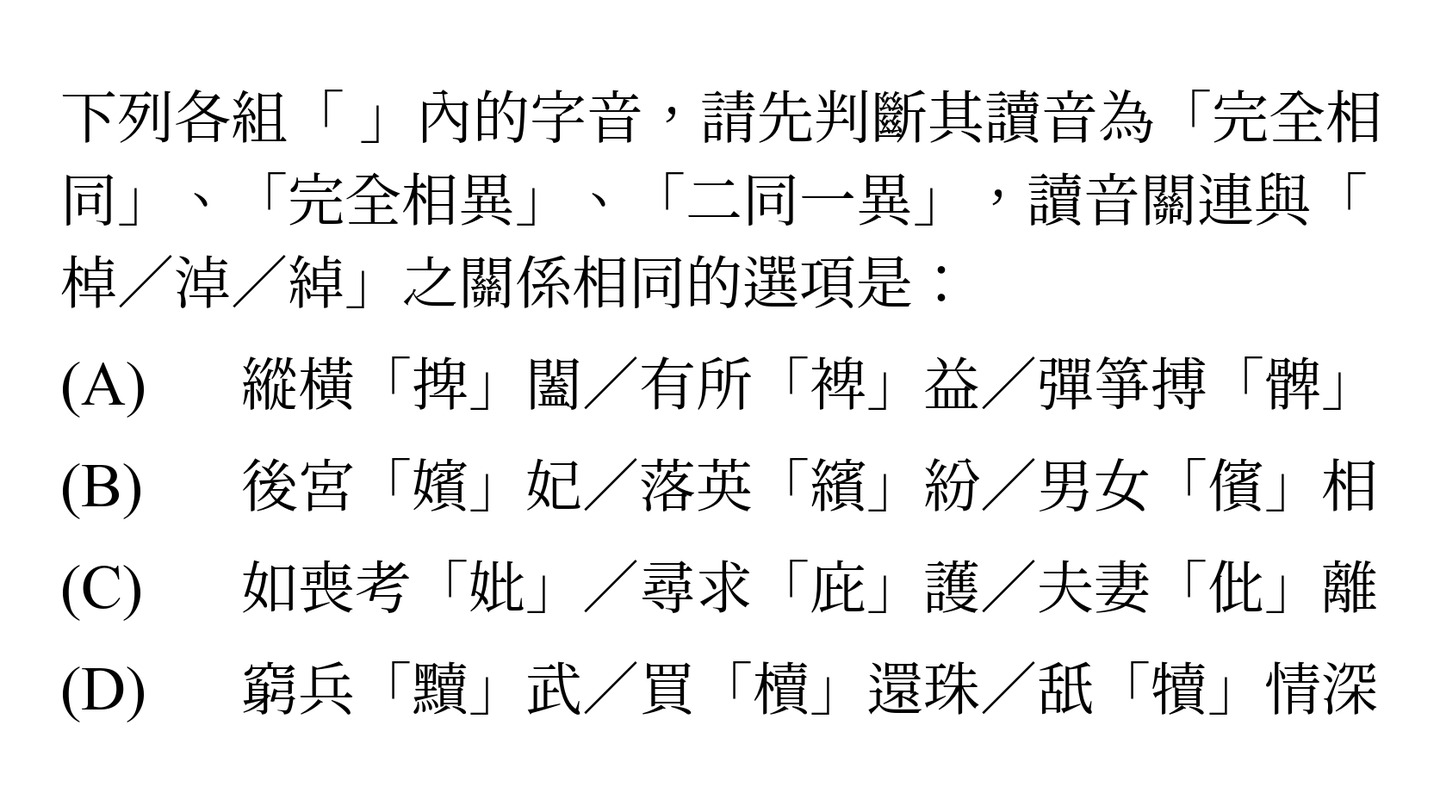 下列各組「 」內的字音，請先判斷其讀音為「完全相
同」、「完全相異」、「二同一異」，讀音關連與「
棹／淖／綽」之關係相同的選項是：
(A) 縱橫「捭」闔／有所「裨」益／彈箏搏「髀」
(B) 後宮「嬪」妃／落英「繽」紛／男女「儐」相
(C) 如喪考「妣」／尋求「庇」護／夫妻「仳」離
(D) 窮兵「黷」武／買「櫝」還珠／舐「犢」情深